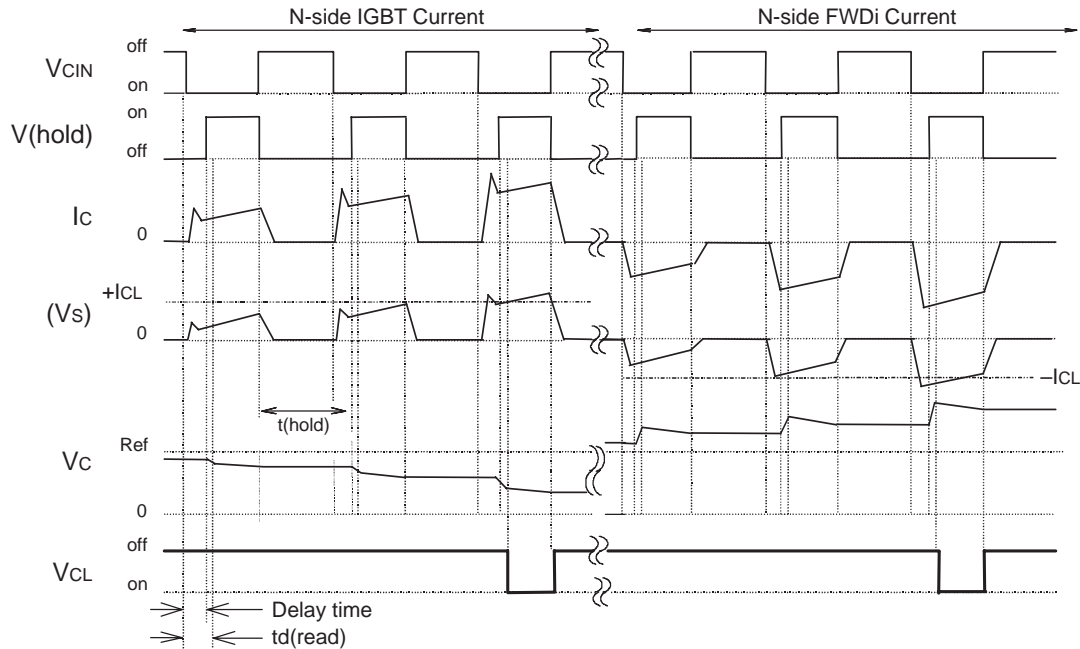 N-side IGBT Current
N-side FWDi Current
off
VCIN
on
on
V(hold)
off
IC
0
+ICL
(VS)
0
–ICL
t(hold)
Ref
VC
0
off
VCL
on
Delay time
td(read)